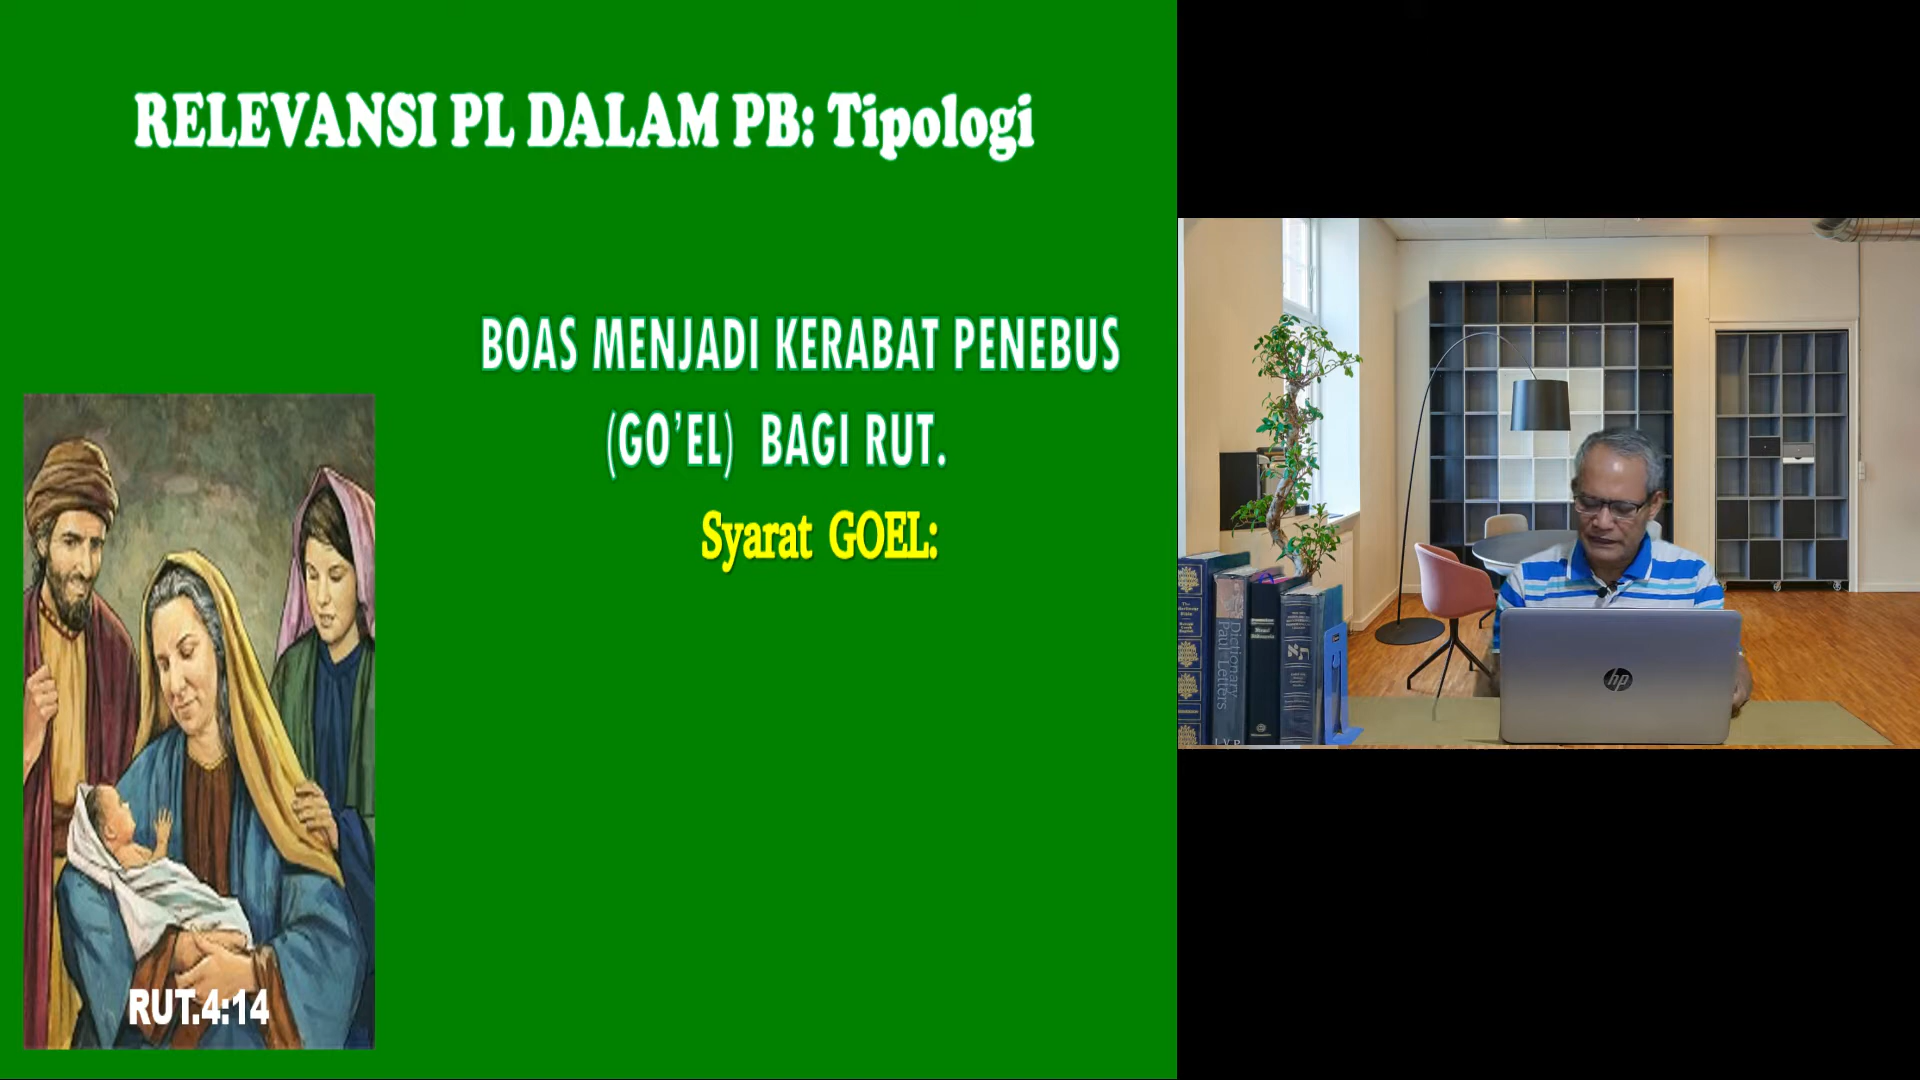 RELEVANSI PL DALAM PB: Tipologi
BOAS MENJADI KERABAT PENEBUS
(GO'EL) BAGI RUT.
Syarat GOEL:
RUT.4:14
Dictionary
Paul Letters
IVP
hp